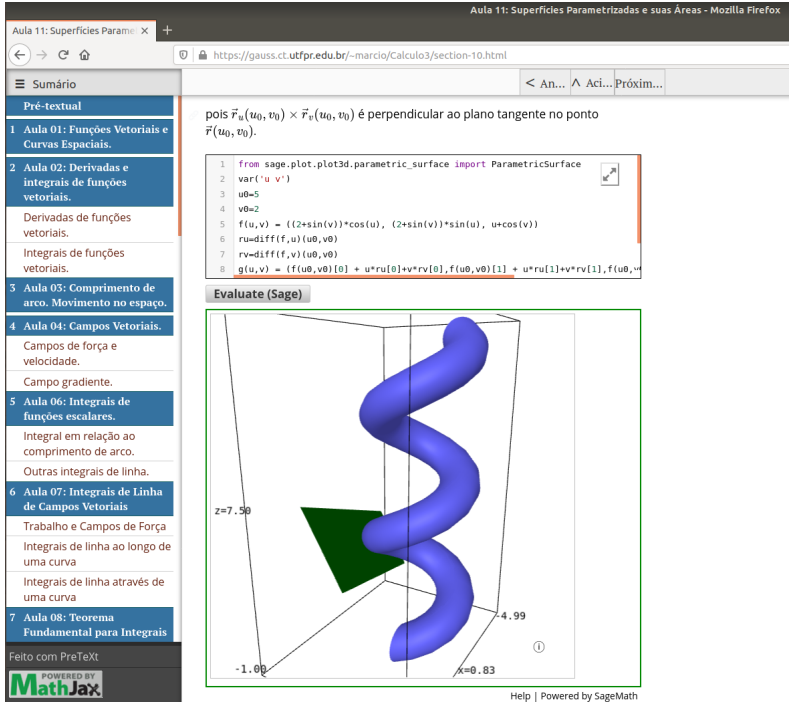 Aula 11: Superfícies Parametrizadas e suas Áreas - Mozilla Firefox
Aula 11: Superfícies Parame
https://gauss.ct.utfpr.edu.br/~marcio/Calculo3/section-10.html
Sumário
< An...
Aci...
Próxim...
Pré-textual
1 Aula 01: Funções Vetoriais e
Curvas Espaciais.
2 Aula 02: Derivadas e
integrais de funções
vetoriais.
Derivadas de funções
vetoriais.
Integrais de funções
vetoriais.
3 Aula 03: Comprimento de
arco. Movimento no espaço.
4 Aula 04: Campos Vetoriais.
Campos de força e
velocidade.
Campo gradiente.
5 Aula 06: Integrais de
funções escalares.
Integral em relação ao
comprimento de arco.
Outras integrais de linha.
6 Aula 07: Integrais de Linha
de Campos Vetoriais
Trabalho e Campos de Força
Integrais de linha ao longo de
uma curva
Integrais de linha através de
uma curva
7 Aula 08: Teorema
Fundamental para Integrais
Feito com PreTeXt
POWERED BY
MathJax
pois r⃗_u(u₀, v₀) × r⃗_v(u₀, v₀) é perpendicular ao plano tangente no ponto
r⃗(u₀, v₀).
1 from sage.plot.plot3d.parametric_surface import ParametricSurface
2 var('u v')
3 u0=5
4 v0=2
5 f(u,v) = ((2+sin(v))*cos(u), (2+sin(v))*sin(u), u+cos(v))
6 ru=diff(f,u)(u0,v0)
7 rv=diff(f,v)(u0,v0)
8 g(u,v) = (f(u0,v0)[0] + u*ru[0]+v*rv[0],f(u0,v0)[1] + u*ru[1]+v*rv[1],f(u0,
Evaluate (Sage)
z=7.50
4.99
-1.00
x=0.83
Help | Powered by SageMath